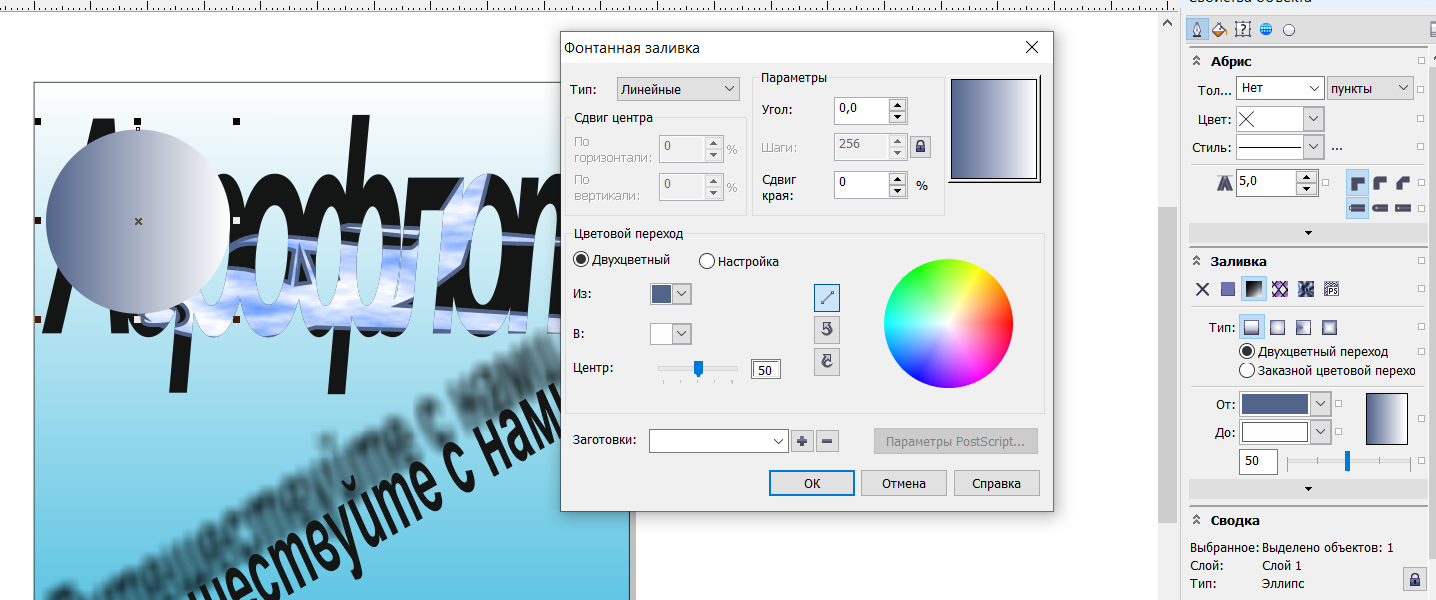 Свойства объекта
Фонтанная заливка
Тип: Линейные
Параметры
Угол: 0,0
Сдвиг центра
По горизонтали: 0 %
Шаги: 256
По вертикали: 0 %
Сдвиг края: 0 %
Цветовой переход
Двухцветный Настройка
Из:
В:
Центр: 50
Заготовки:
Параметры PostScript...
ОК Отмена Справка
Абрис
Тол... Нет пункты
Цвет:
Стиль: ...
5,0
Заливка
PS
Тип:
Двухцветный переход
Заказной цветовой перехо
От:
До:
50
Сводка
Выбранное: Выделено объектов: 1
Слой: Слой 1
Тип: Эллипс
ществуйте с нами